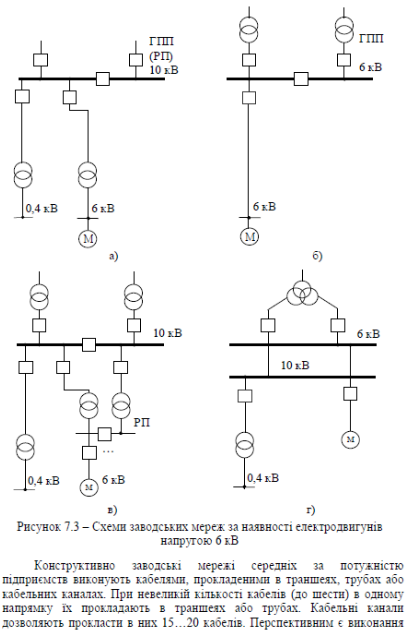 ГПП
(РП)
10 кВ
ГПП
6 кВ
0,4 кВ
6 кВ
М
а)
6 кВ
М
б)
10 кВ
6 кВ
10 кВ
РП
...
0,4 кВ
М
6 кВ
в)
М
0,4 кВ
г)
Рисунок 7.3 – Схеми заводських мереж за наявності електродвигунів
напругою 6 кВ
Конструктивно заводські мережі середніх за потужністю
підприємств виконують кабелями, прокладеними в траншеях, трубах або
кабельних каналах. При невеликій кількості кабелів (до шести) в одному
напрямку їх прокладають в траншеях або трубах. Кабельні канали
дозволяють прокласти в них 15…20 кабелів. Перспективним є виконання